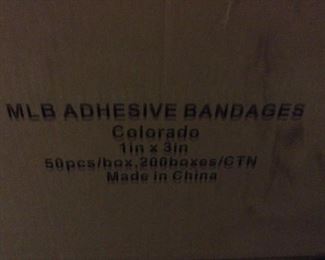 MLB ADHESIVE BANDAGES
Colorado
1in x 3in
50pcs/box,200boxes/CTN
Made in China